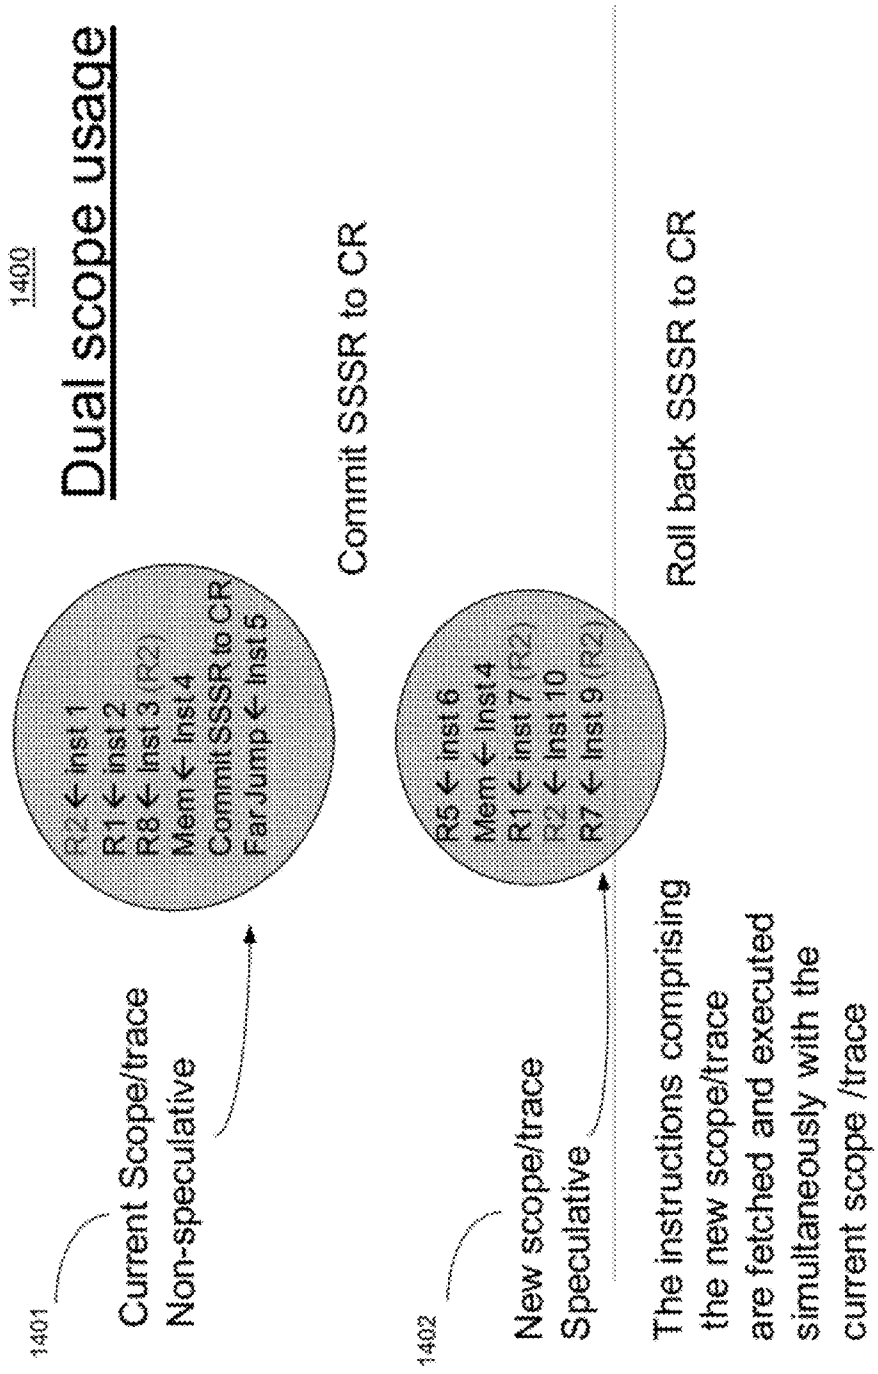 1400
Dual scope usage
1401
Current Scope/trace
Non-speculative
R2 ← inst 1
R1 ← inst 2
R8 ← Inst 3 (R2)
Mem ← Inst 4
Commit SSSR to CR
Far Jump ← Inst 5
Commit SSSR to CR
1402
New scope/trace
Speculative
R5 ← inst 6
Mem ← Inst 4
R1 ← inst 7 (R2)
R2 ← Inst 10
R7 ← Inst 9 (R2)
The instructions comprising
the new scope/trace
are fetched and executed
simultaneously with the
current scope /trace
Roll back SSSR to CR